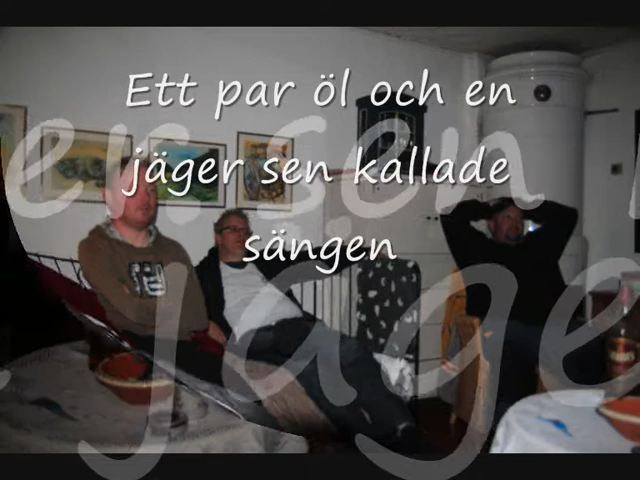 Ett par öl och en
jäger sen kallade
sängen